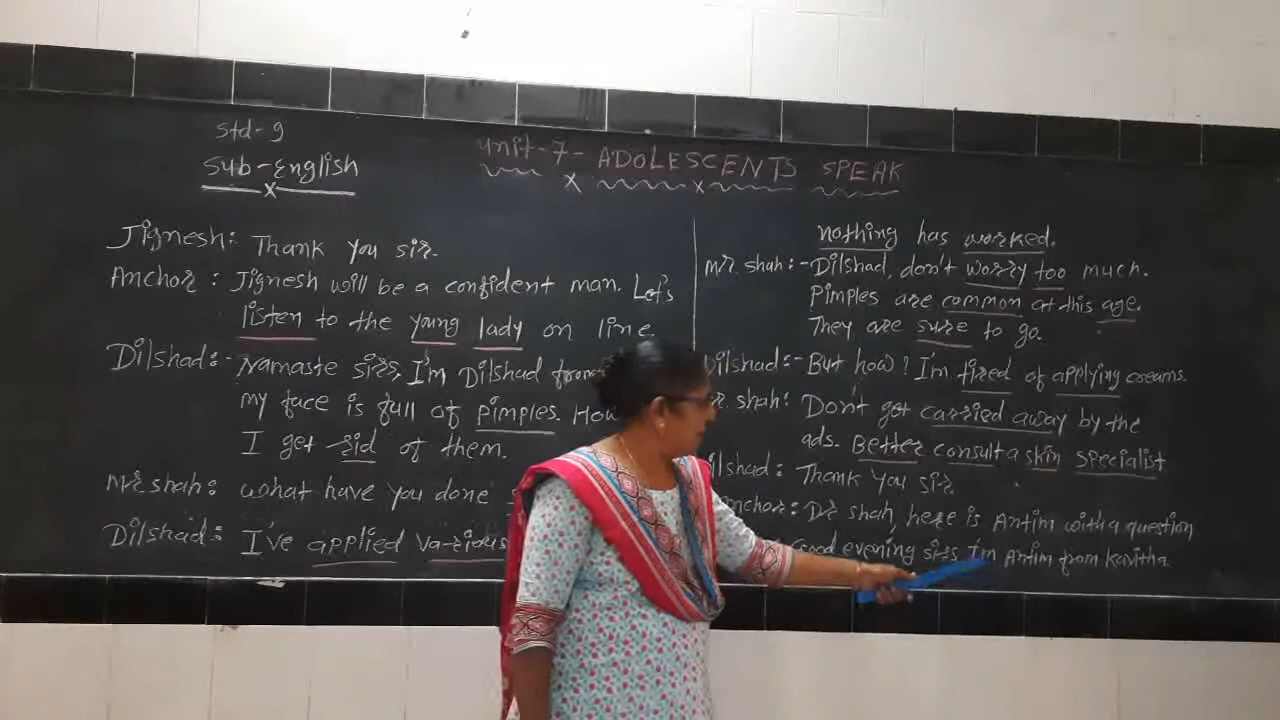 Std-9
Sub-English
Unit-7- ADOLESCENTS SPEAK
Jignesh: Thank you sir.
Anchor: Jignesh will be a confident man. Let's
listen to the young lady on line.
Dilshad:- Namaste sirs, I'm Dilshad from
my face is full of pimples. How
I get rid of them.
Mr shah: what have you done
Dilshad: I've applied various
nothing has worked.
Mr shah:- Dilshad, don't worry too much.
Pimples are common at this age.
They are sure to go.
Dilshad:- But how? I'm tired of applying creams.
Mr. shah: Don't get carried away by the
ads. Better consult a skin specialist
Dilshad: Thank you sir
Anchor: Dr shah, here is Antim with a question
Good evening sirs I'm Antim from Kavitha.